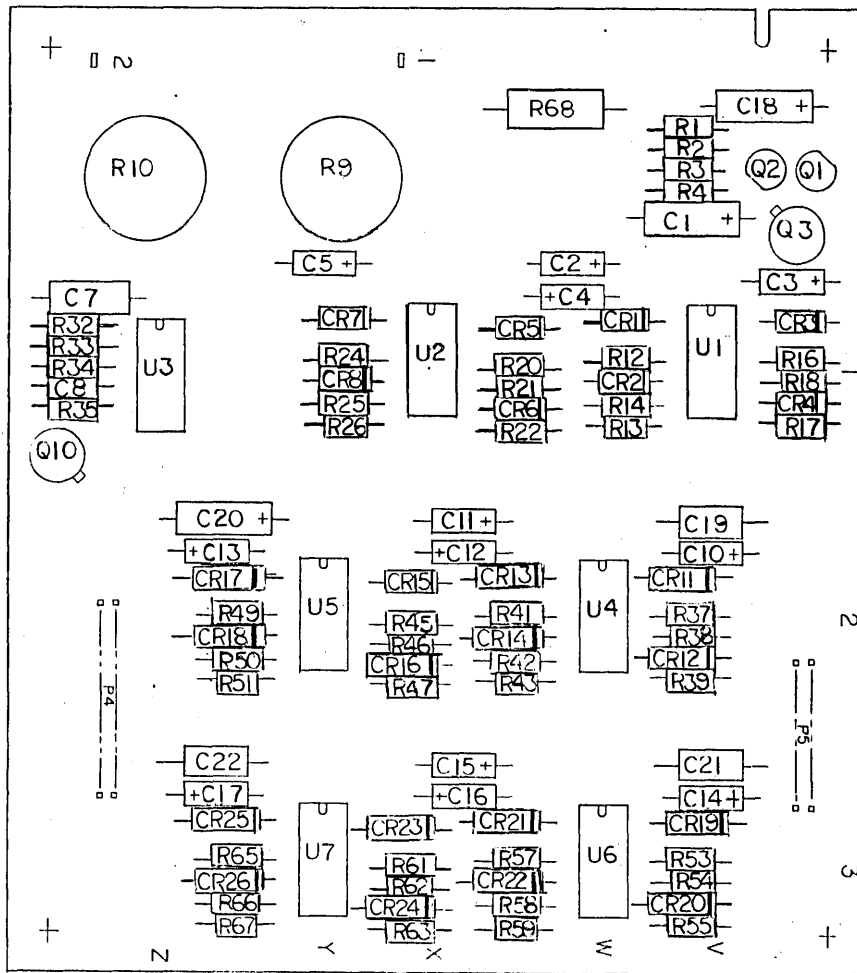 2
1
R68
C18 +
R1
R2
R3
R4
Q2
Q1
R10
R9
C1 +
Q3
C5 +
C2 +
C3 +
+C4
C7
R32
R33
R34
C8
R35
U3
CR7
R24
CR8
R25
R26
U2
CR5
R20
R21
CR6
R22
CR1
R12
CR2
R14
R13
U1
CR3
R16
R18
CR4
R17
1
Q10
C20 +
+C13
CR17
R49
CR18
R50
R51
U5
C11 +
+C12
CR15
R45
R46
CR16
R47
CR13
R41
CR14
R42
R43
U4
C19
C10 +
CR11
R37
R38
CR12
R39
2
P4
P5
C22
+C17
CR25
R65
CR26
R66
R67
U7
C15 +
+C16
CR23
R61
R62
CR24
R63
CR21
R57
CR22
R58
R59
U6
C21
C14 +
CR19
R53
R54
CR20
R55
3
Z
Y
X
W
V